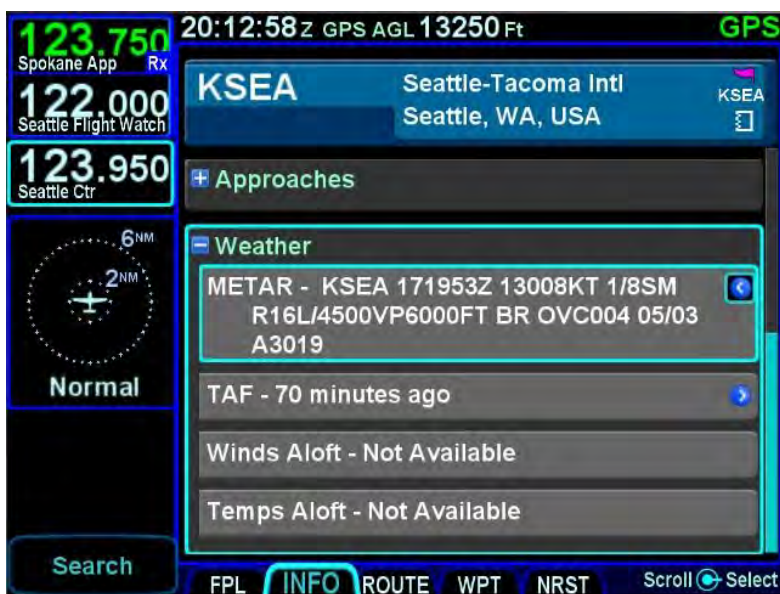 123.750
Spokane App Rx
122.000
Seattle Flight Watch
123.950
Seattle Ctr
6NM
2NM
Normal
Search
20:12:58Z GPS AGL 13250 Ft GPS
KSEA
Seattle-Tacoma Intl
Seattle, WA, USA
KSEA
Approaches
Weather
METAR - KSEA 171953Z 13008KT 1/8SM
R16L/4500VP6000FT BR OVC004 05/03
A3019
TAF - 70 minutes ago
Winds Aloft - Not Available
Temps Aloft - Not Available
FPL INFO ROUTE WPT NRST Scroll Select